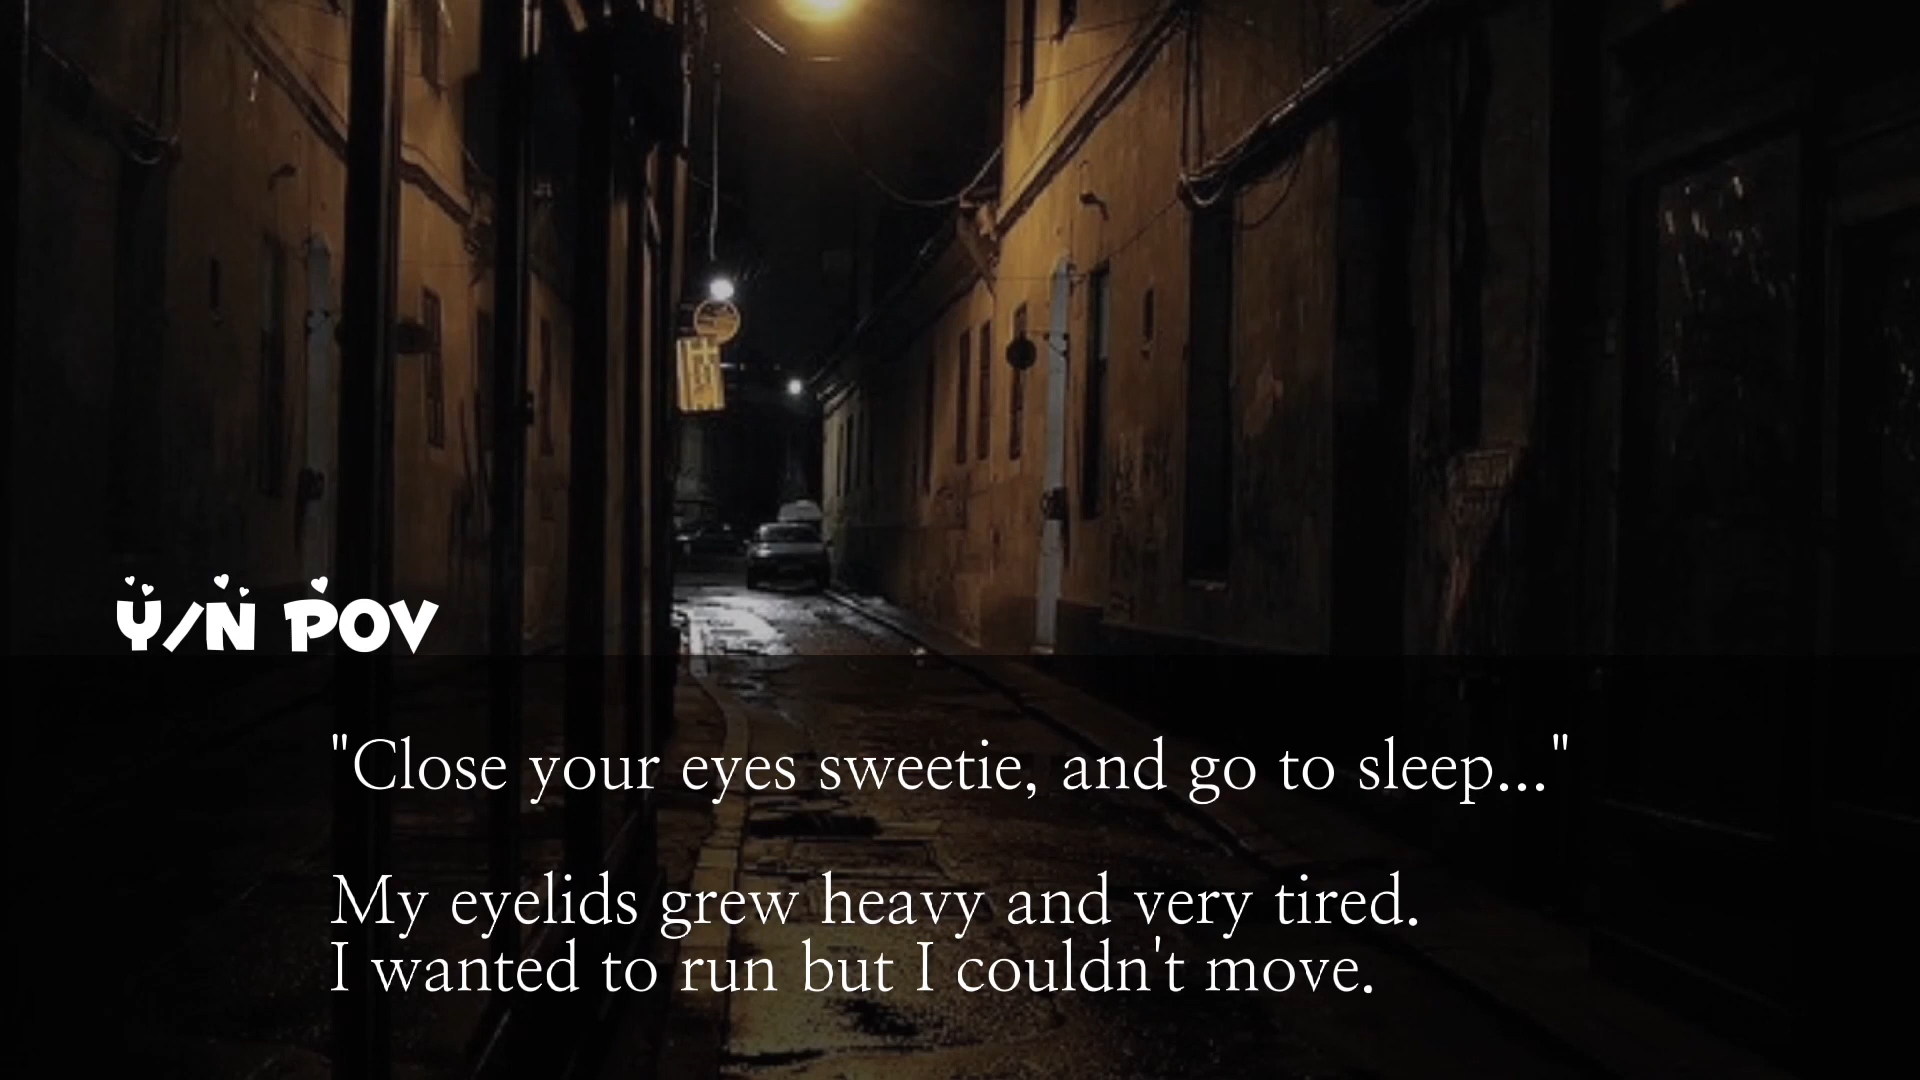 Y/N POV
"Close your eyes sweetie, and go to sleep..."
My eyelids grew heavy and very tired.
I wanted to run but I couldn't move.